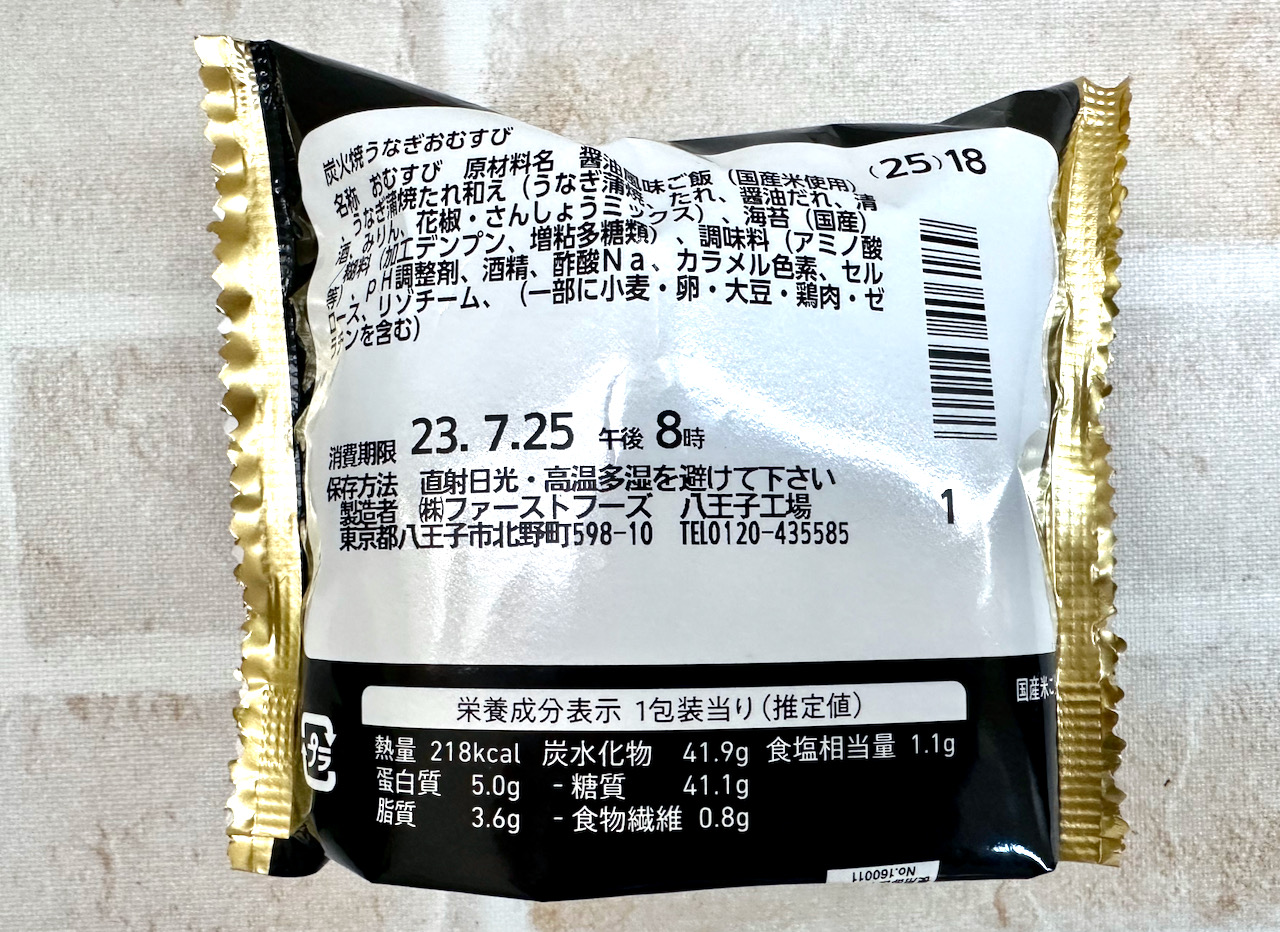 炭火焼うなぎおむすび
(25)18
名称 おむすび 原材料名 醤油風味ご飯(国産米使用)
、うなぎ蒲焼たれ和え(うなぎ蒲焼、たれ、醤油だれ、清
酒、みりん、花椒・さんしょうミックス)、海苔(国産)
/糊料(加工デンプン、増粘多糖類)、調味料(アミノ酸
等)、pH調整剤、酒精、酢酸Na、カラメル色素、セル
ロース、リゾチーム、(一部に小麦・卵・大豆・鶏肉・ゼ
ラチンを含む)
消費期限 23. 7.25 午後 8時
保存方法 直射日光・高温多湿を避けて下さい
製造者 ㈱ファーストフーズ 八王子工場
東京都八王子市北野町598-10 TEL0120-435585
1
国産米こ
栄養成分表示 1包装当り(推定値)
熱量 218kcal 炭水化物 41.9g 食塩相当量 1.1g
蛋白質 5.0g -糖質 41.1g
脂質 3.6g -食物繊維 0.8g
プラ
No.160011